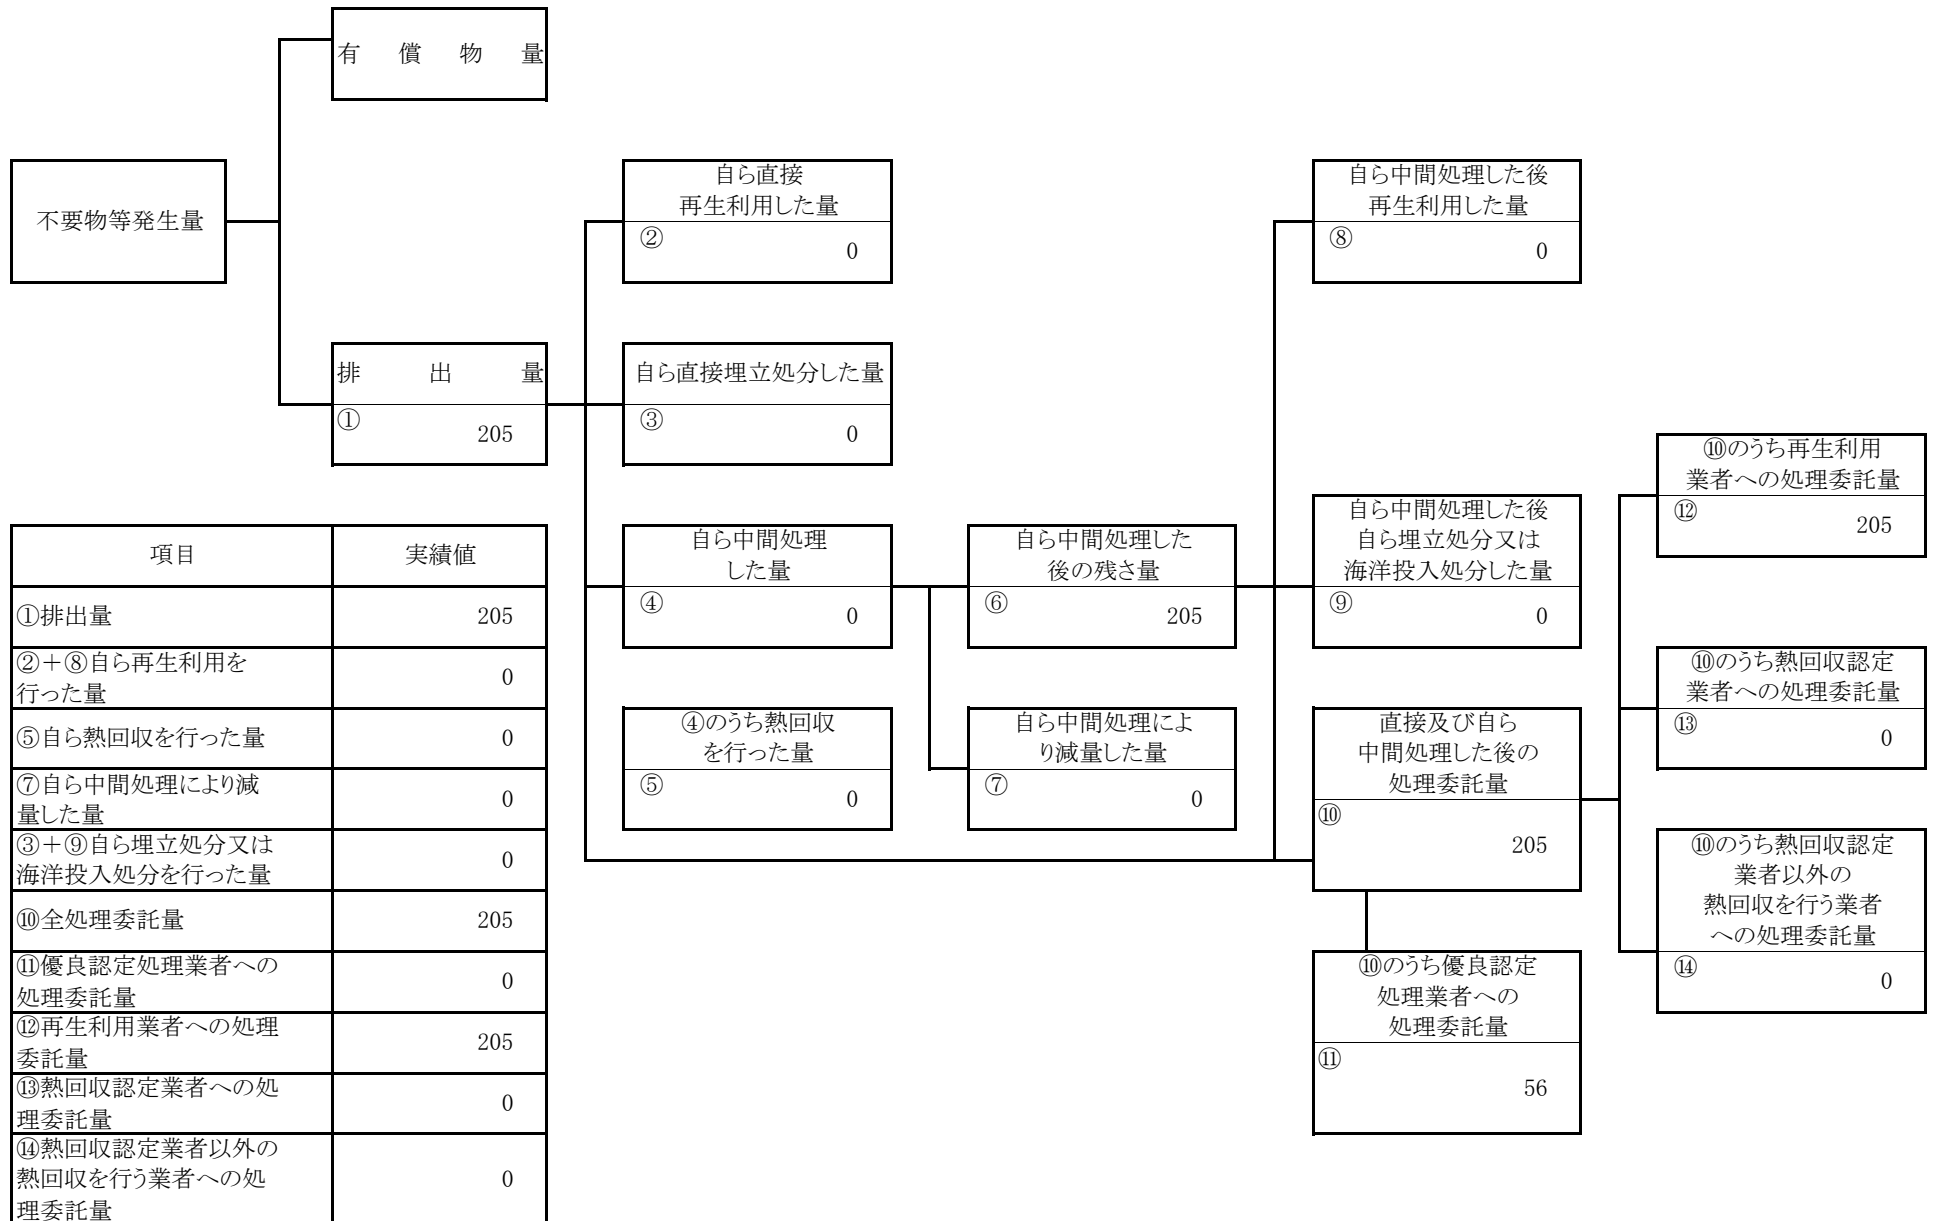 有償物量
不要物等発生量
排出量
①
205
自ら直接
再生利用した量
②
0
自ら直接埋立処分した量
③
0
自ら中間処理
した量
④
0
④のうち熱回収
を行った量
⑤
0
自ら中間処理した
後の残さ量
⑥
205
自ら中間処理によ
り減量した量
⑦
0
自ら中間処理した後
再生利用した量
⑧
0
自ら中間処理した後
自ら埋立処分又は
海洋投入処分した量
⑨
0
直接及び自ら
中間処理した後の
処理委託量
⑩
205
⑩のうち優良認定
処理業者への
処理委託量
⑪
56
⑩のうち再生利用
業者への処理委託量
⑫
205
⑩のうち熱回収認定
業者への処理委託量
⑬
0
⑩のうち熱回収認定
業者以外の
熱回収を行う業者
への処理委託量
⑭
0
項目 実績値
①排出量 205
②＋⑧自ら再生利用を
行った量 0
⑤自ら熱回収を行った量 0
⑦自ら中間処理により減
量した量 0
③＋⑨自ら埋立処分又は
海洋投入処分を行った量 0
⑩全処理委託量 205
⑪優良認定処理業者への
処理委託量 0
⑫再生利用業者への処理
委託量 205
⑬熱回収認定業者への処
理委託量 0
⑭熱回収認定業者以外の
熱回収を行う業者への処 0
理委託量